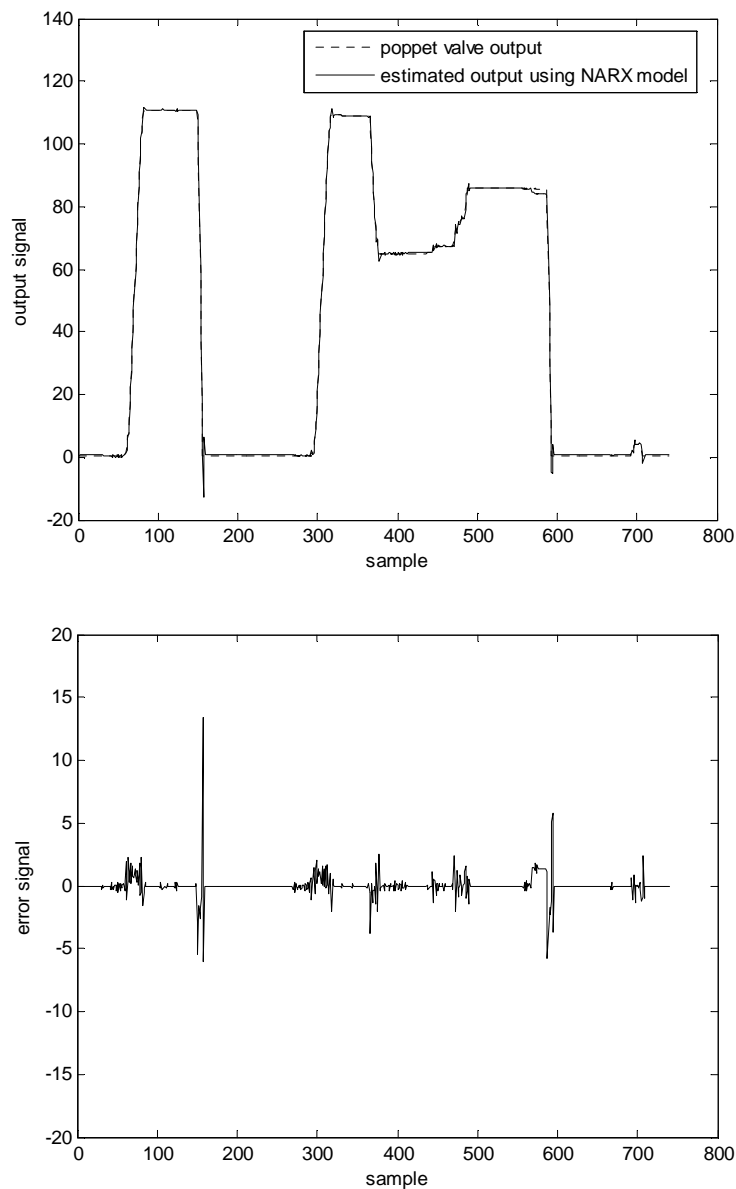 140
120
100
80
60
40
20
0
-20
output signal
poppet valve output
estimated output using NARX model
0 100 200 300 400 500 600 700 800
sample
20
15
10
5
0
-5
-10
-15
-20
error signal
0 100 200 300 400 500 600 700 800
sample